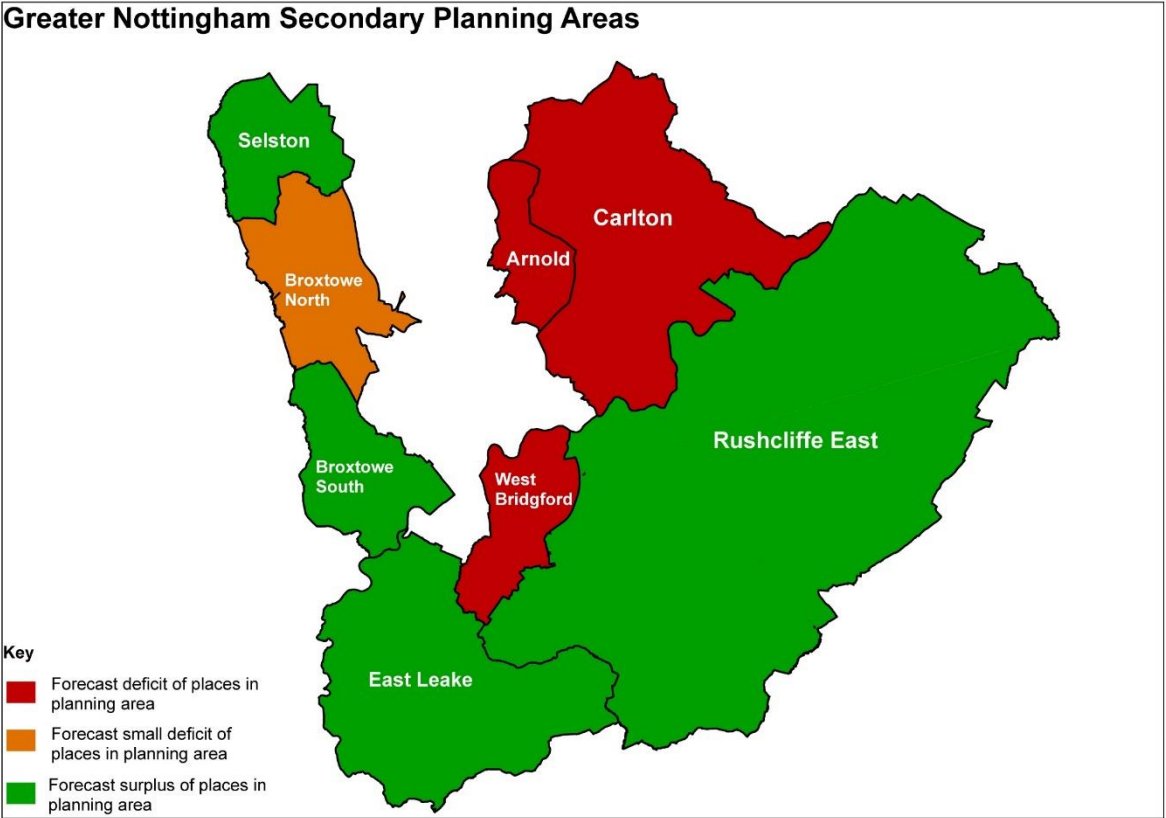 Greater Nottingham Secondary Planning Areas
Selston
Carlton
Arnold
Broxtowe
North
Rushcliffe East
Broxtowe
South
West
Bridgford
East Leake
Key
Forecast deficit of places in
planning area
Forecast small deficit of
places in planning area
Forecast surplus of places in
planning area